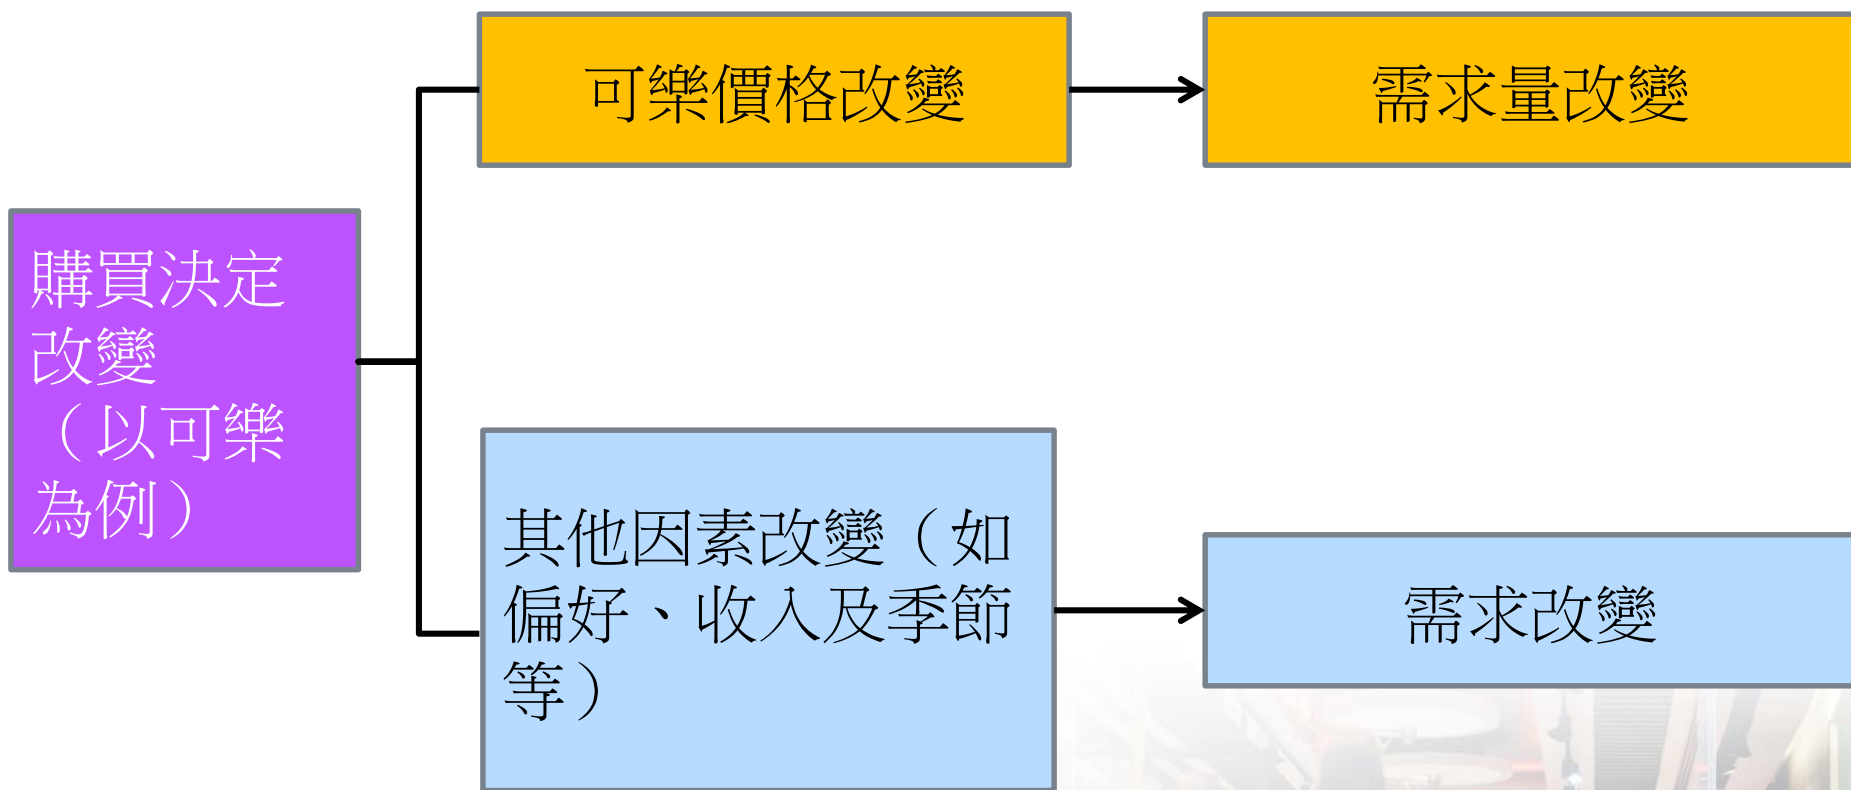 可樂價格改變
需求量改變
購買決定
改變
（以可樂
為例）
其他因素改變（如
偏好、收入及季節
等）
需求改變